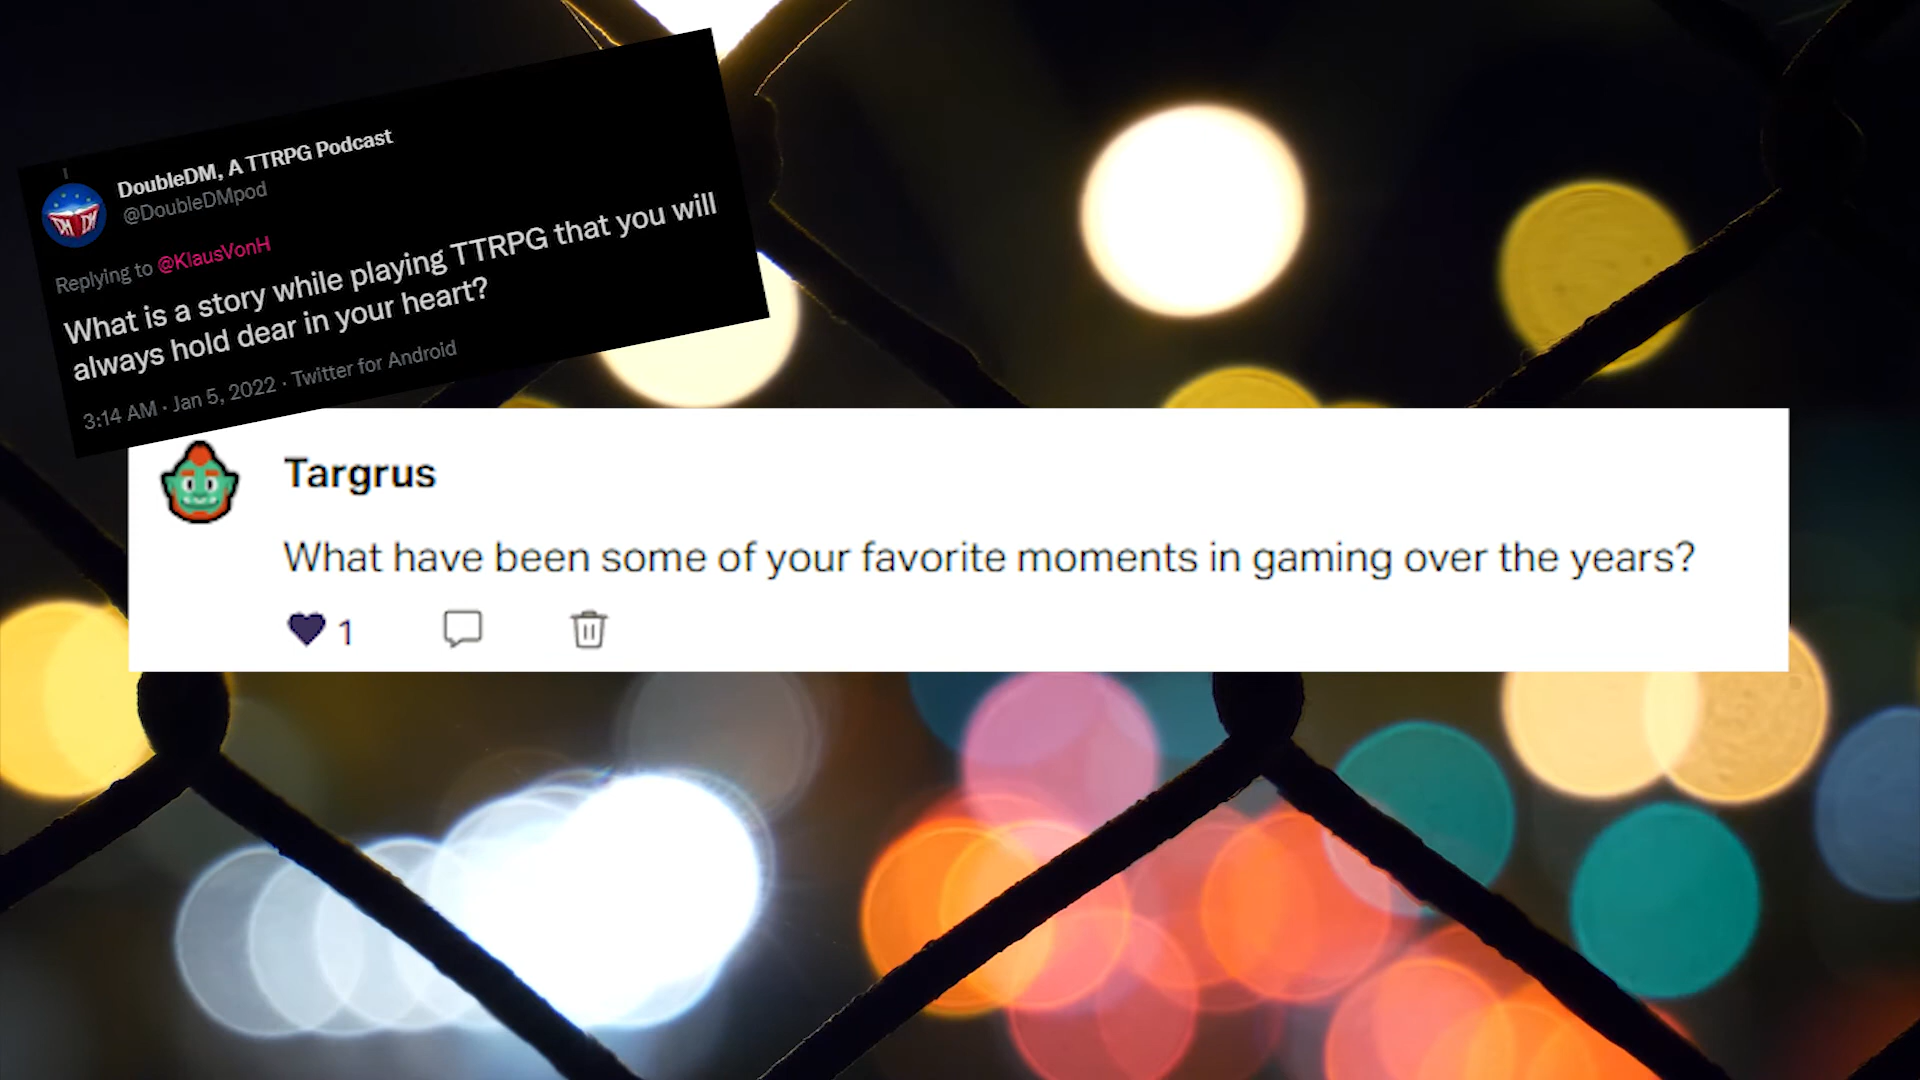 DoubleDM, A TTRPG Podcast
@DoubleDMpod
Replying to @KlausVonH
What is a story while playing TTRPG that you will
always hold dear in your heart?
3:14 AM · Jan 5, 2022 · Twitter for Android
Targrus
What have been some of your favorite moments in gaming over the years?
1